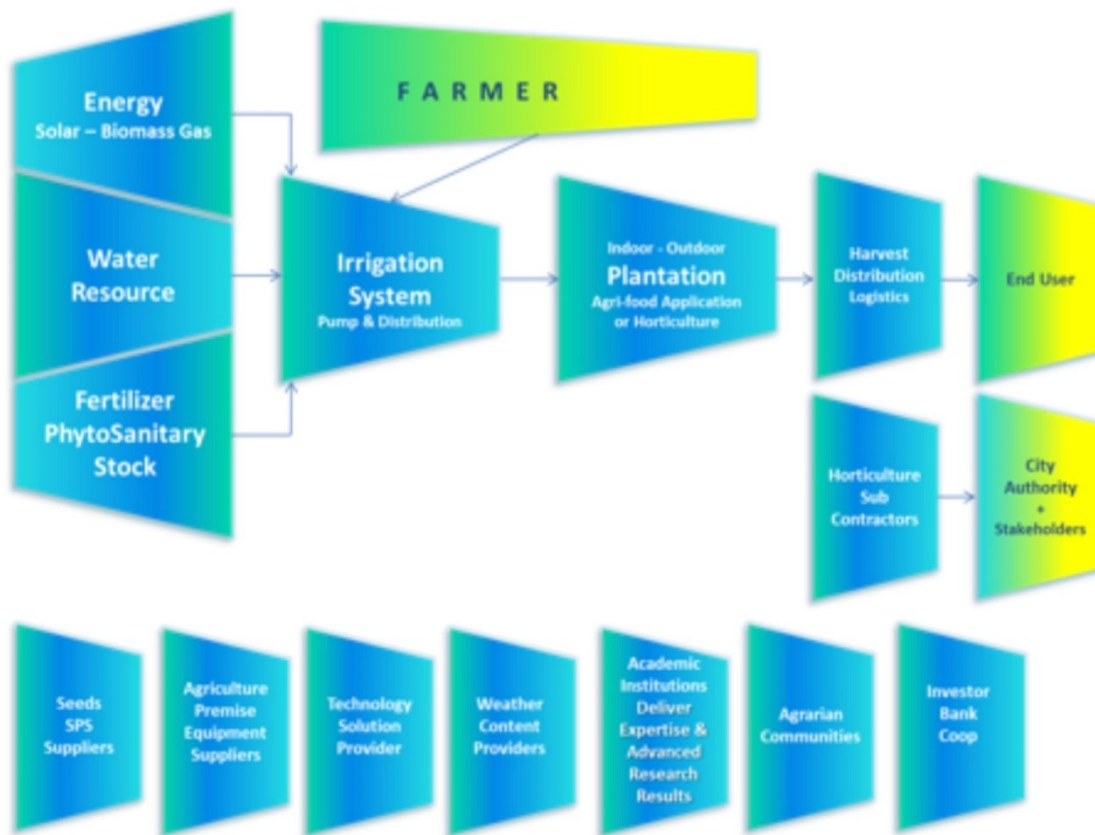 Energy
Solar – Biomass Gas
FARMER
Water
Resource
Irrigation
System
Pump & Distribution
Indoor - Outdoor
Plantation
Agri-food Application
or Horticulture
Harvest
Distribution
Logistics
End User
Fertilizer
PhytoSanitary
Stock
Horticulture
Sub
Contractors
City
Authority
+
Stakeholders
Seeds
SPS
Suppliers
Agriculture
Premise
Equipment
Suppliers
Technology
Solution
Provider
Weather
Content
Providers
Academic
Institutions
Deliver
Expertise &
Advanced
Research
Results
Agrarian
Communities
Investor
Bank
Coop